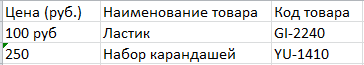 Цена (руб.) Наименование товара Код товара
100 руб Ластик GI-2240
250 Набор карандашей YU-1410